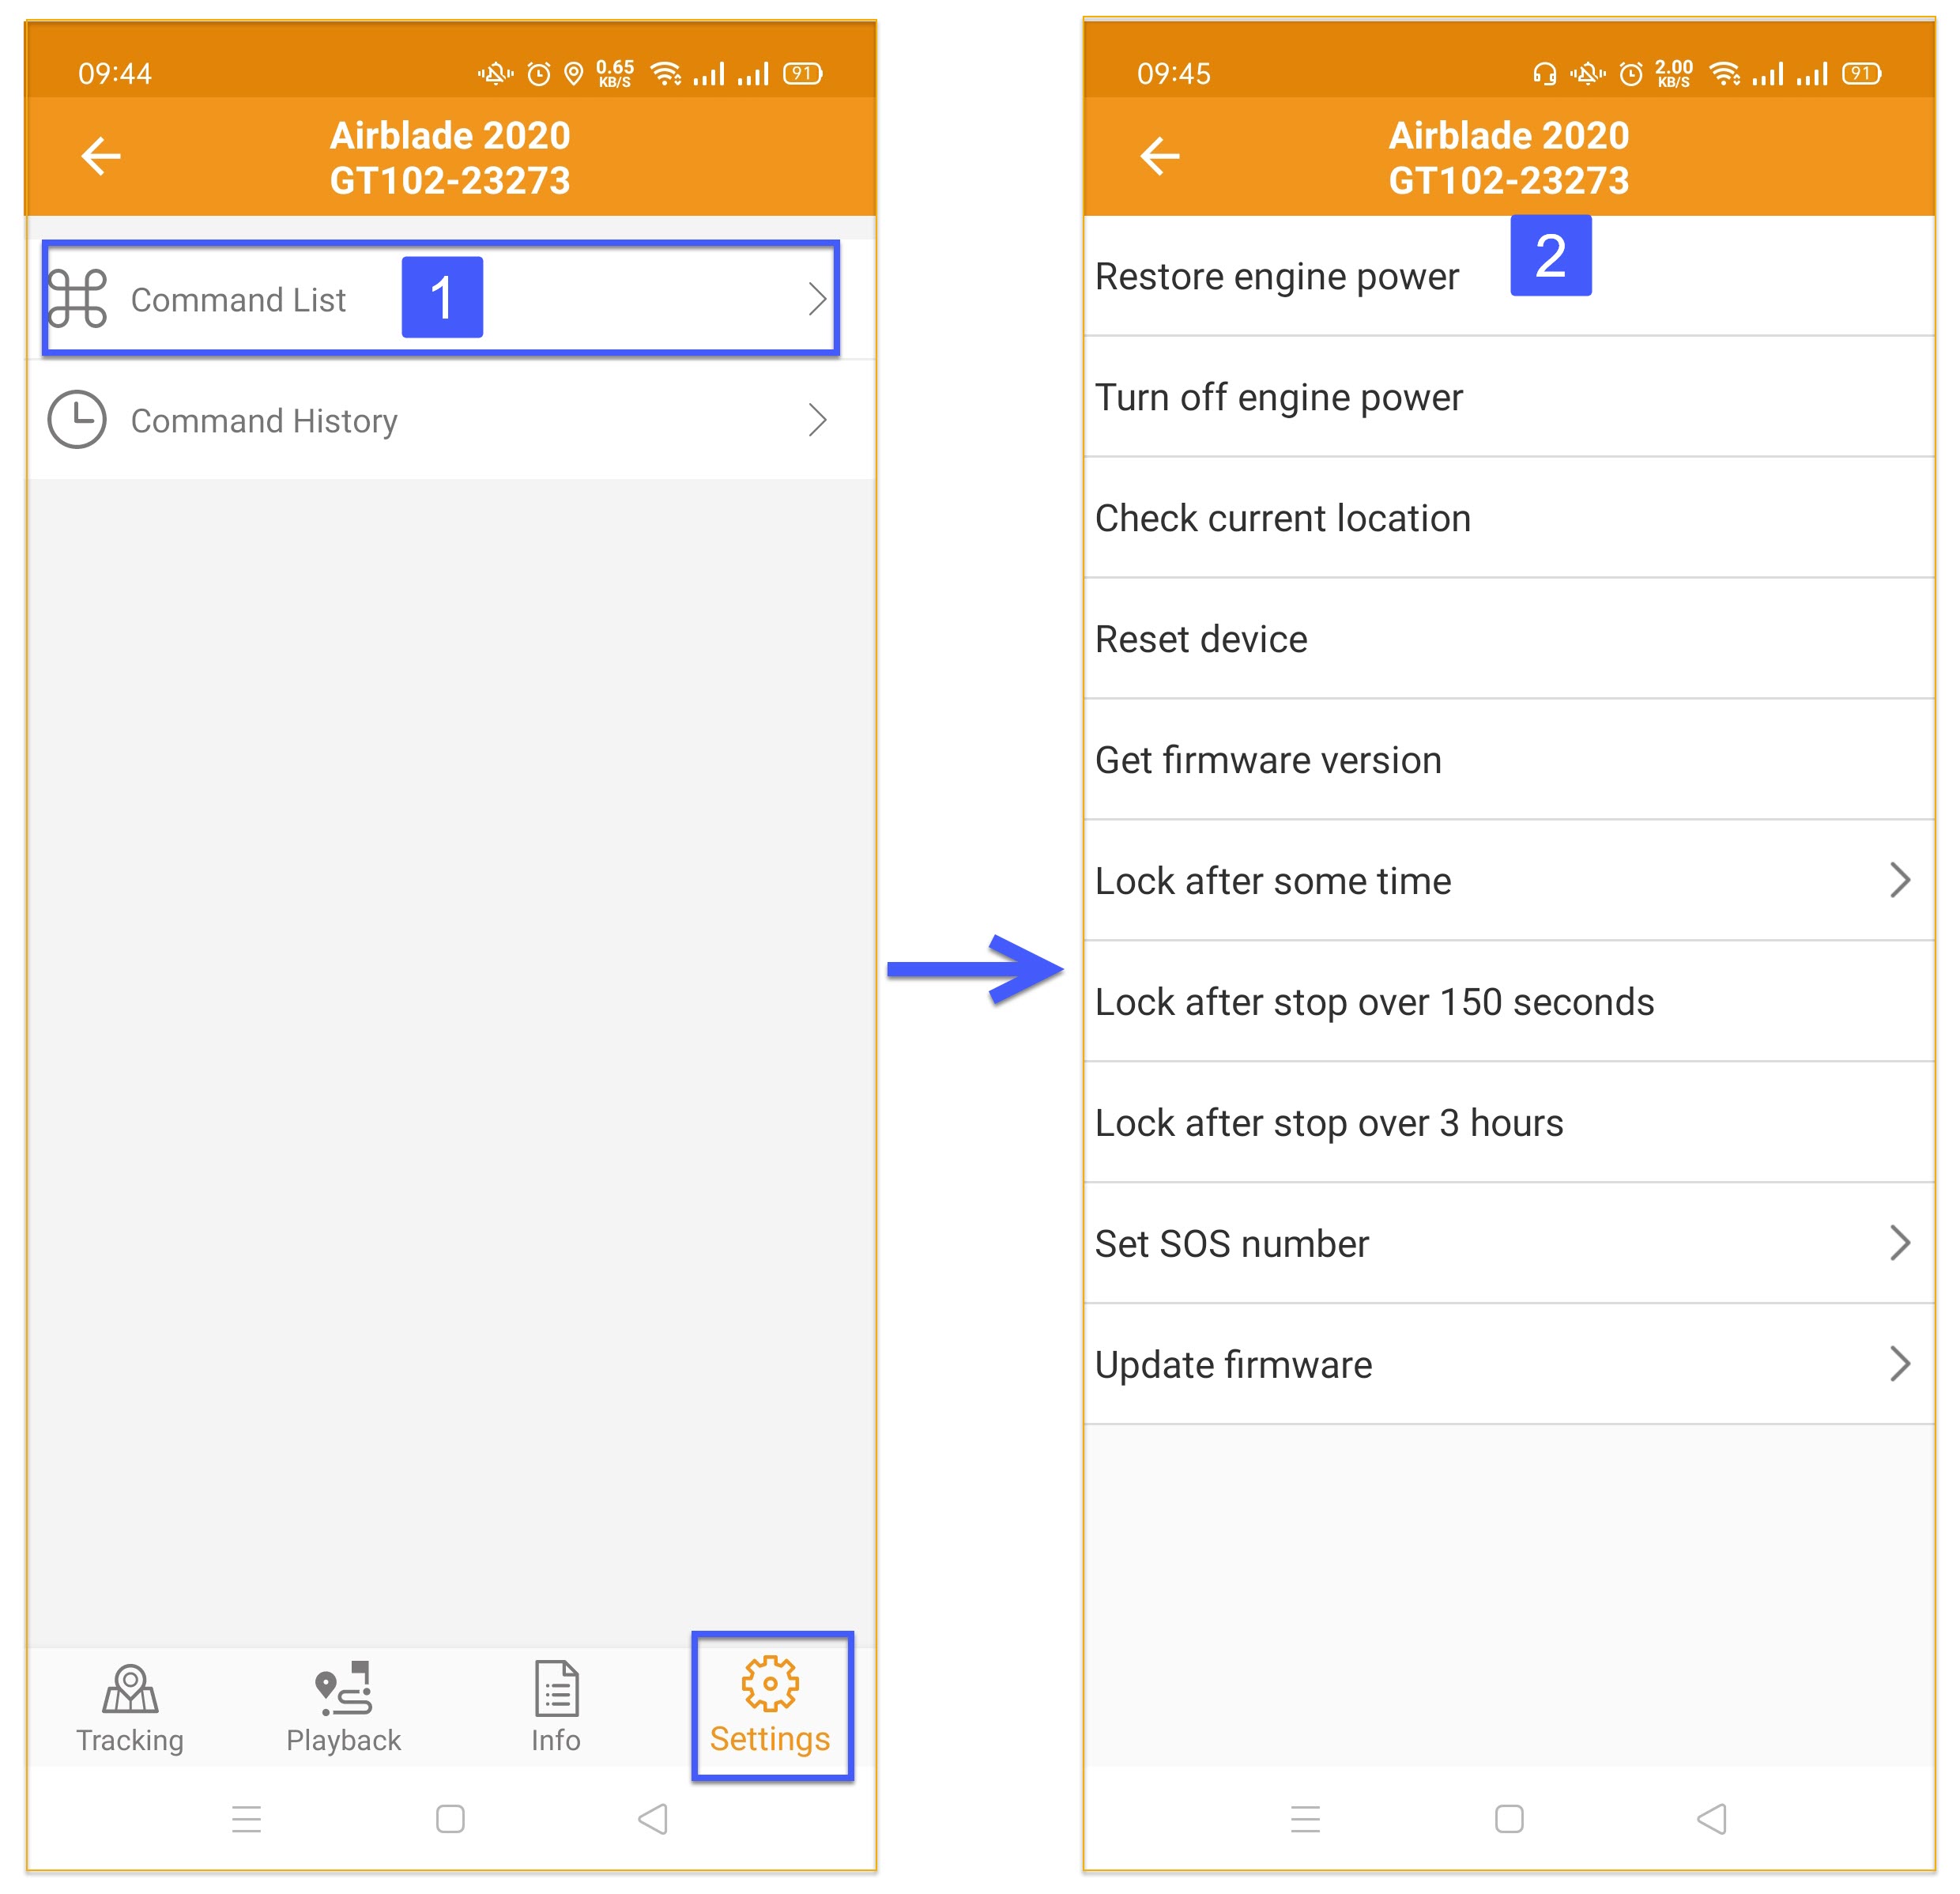 09:44
0.65
KB/S
91
Airblade 2020
GT102-23273
Command List
1
Command History
Tracking
Playback
Info
Settings
09:45
2.00
KB/S
91
Airblade 2020
GT102-23273
2
Restore engine power
Turn off engine power
Check current location
Reset device
Get firmware version
Lock after some time
Lock after stop over 150 seconds
Lock after stop over 3 hours
Set SOS number
Update firmware